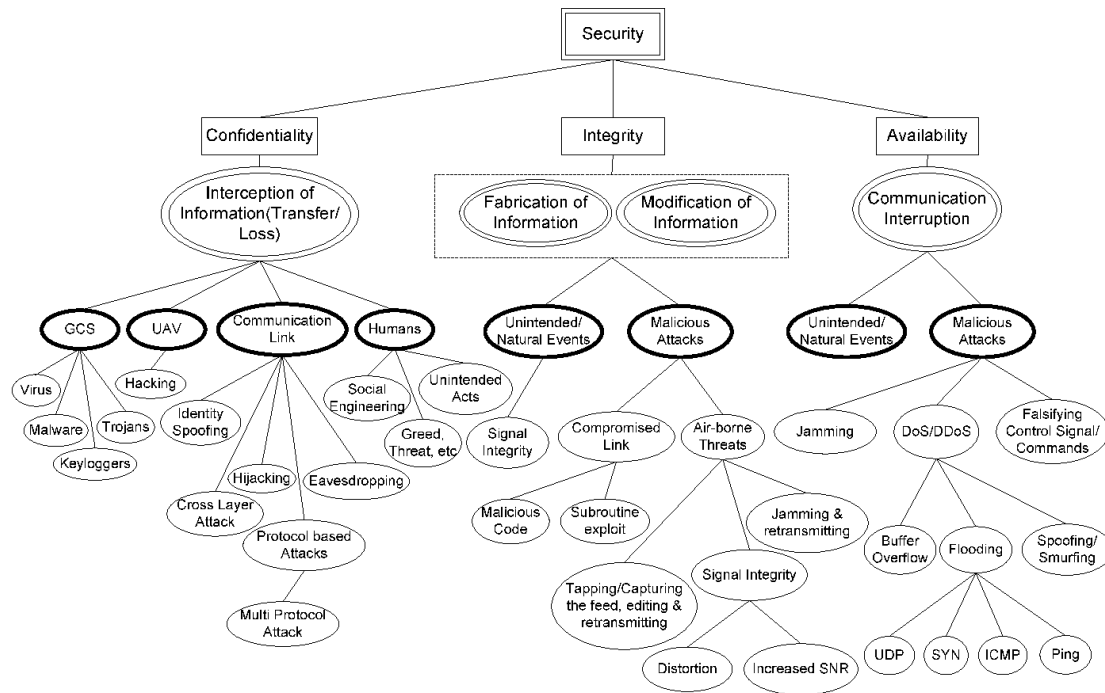 Security
Confidentiality
Integrity
Availability
Interception of
Information(Transfer/
Loss)
Fabrication of
Information
Modification of
Information
Communication
Interruption
GCS
UAV
Communication
Link
Humans
Unintended/
Natural Events
Malicious
Attacks
Unintended/
Natural Events
Malicious
Attacks
Virus
Malware
Keyloggers
Trojans
Hacking
Identity
Spoofing
Cross Layer
Attack
Hijacking
Protocol based
Attacks
Multi Protocol
Attack
Eavesdropping
Social
Engineering
Greed,
Threat, etc
Unintended
Acts
Signal
Integrity
Compromised
Link
Air-borne
Threats
Malicious
Code
Subroutine
exploit
Tapping/Capturing
the feed, editing &
retransmitting
Signal Integrity
Jamming &
retransmitting
Distortion
Increased SNR
Jamming
DoS/DDoS
Falsifying
Control Signal/
Commands
Buffer
Overflow
Flooding
Spoofing/
Smurfing
UDP
SYN
ICMP
Ping